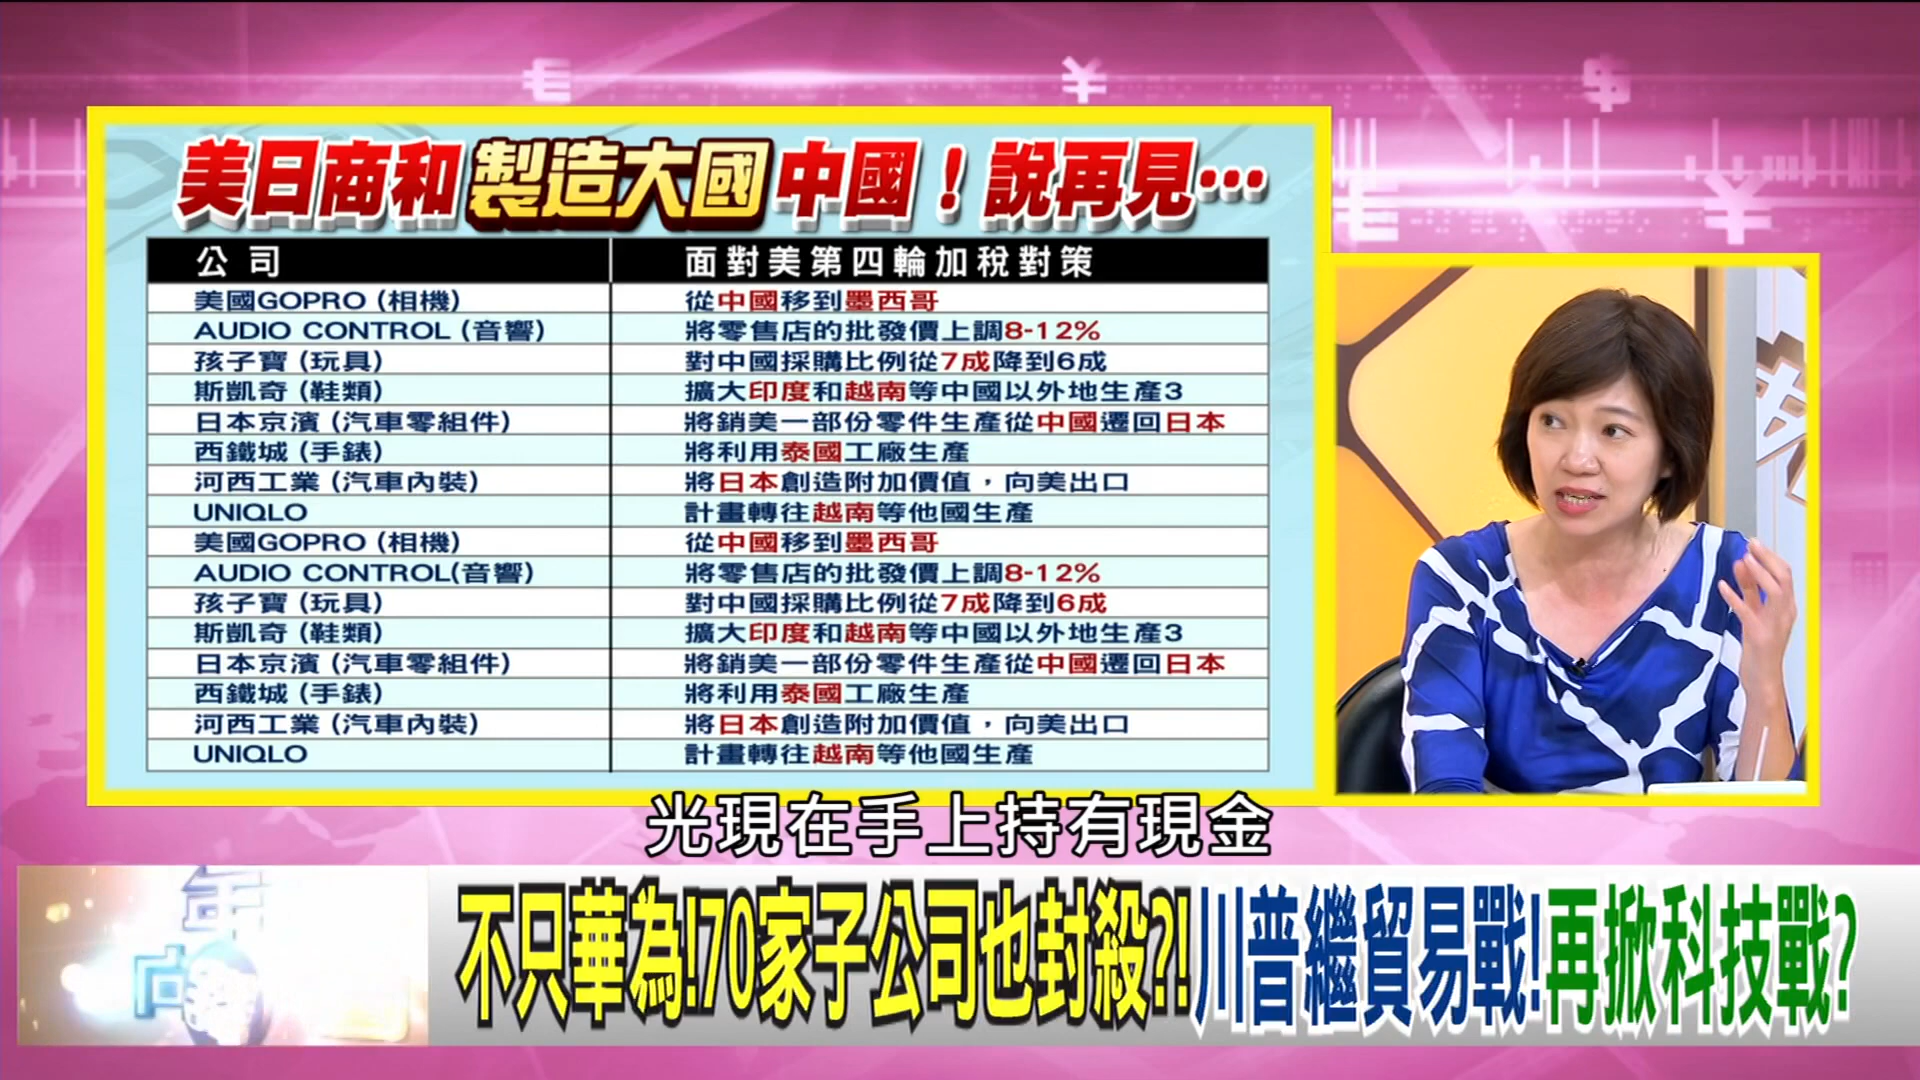 美日商和製造大國中國！說再見…
公司 面對美第四輪加稅對策
美國GOPRO (相機) 從中國移到墨西哥
AUDIO CONTROL (音響) 將零售店的批發價上調8-12%
孩子寶 (玩具) 對中國採購比例從7成降到6成
斯凱奇 (鞋類) 擴大印度和越南等中國以外地生產3
日本京濱 (汽車零組件) 將銷美一部份零件生產從中國遷回日本
西鐵城 (手錶) 將利用泰國工廠生產
河西工業 (汽車內裝) 將日本創造附加價值，向美出口
UNIQLO 計畫轉往越南等他國生產
美國GOPRO (相機) 從中國移到墨西哥
AUDIO CONTROL(音響) 將零售店的批發價上調8-12%
孩子寶 (玩具) 對中國採購比例從7成降到6成
斯凱奇 (鞋類) 擴大印度和越南等中國以外地生產3
日本京濱 (汽車零組件) 將銷美一部份零件生產從中國遷回日本
西鐵城 (手錶) 將利用泰國工廠生產
河西工業 (汽車內裝) 將日本創造附加價值，向美出口
UNIQLO 計畫轉往越南等他國生產
光現在手上持有現金
不只華為!70家子公司也封殺?!川普繼貿易戰!再掀科技戰?